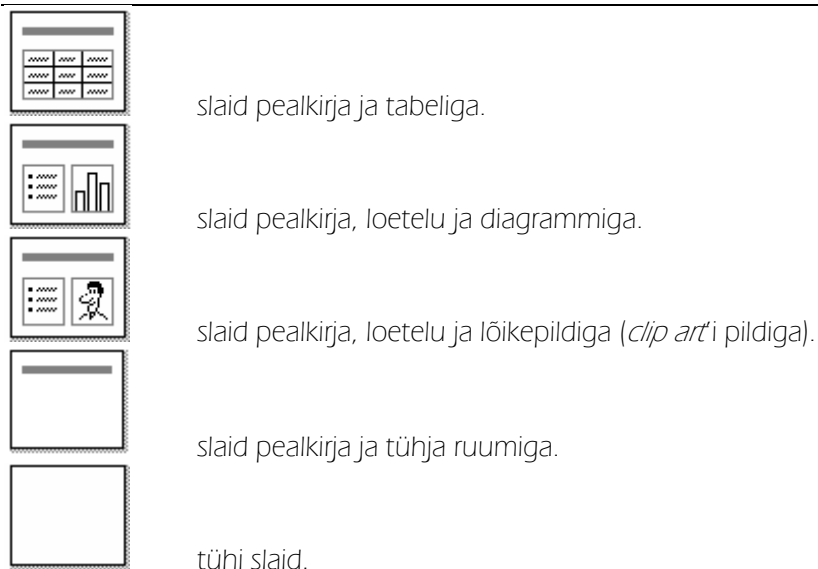 slaid pealkirja ja tabeliga.
slaid pealkirja, loetelu ja diagrammiga.
slaid pealkirja, loetelu ja lõikepildiga (clip art'i pildiga).
slaid pealkirja ja tühja ruumiga.
tühi slaid.